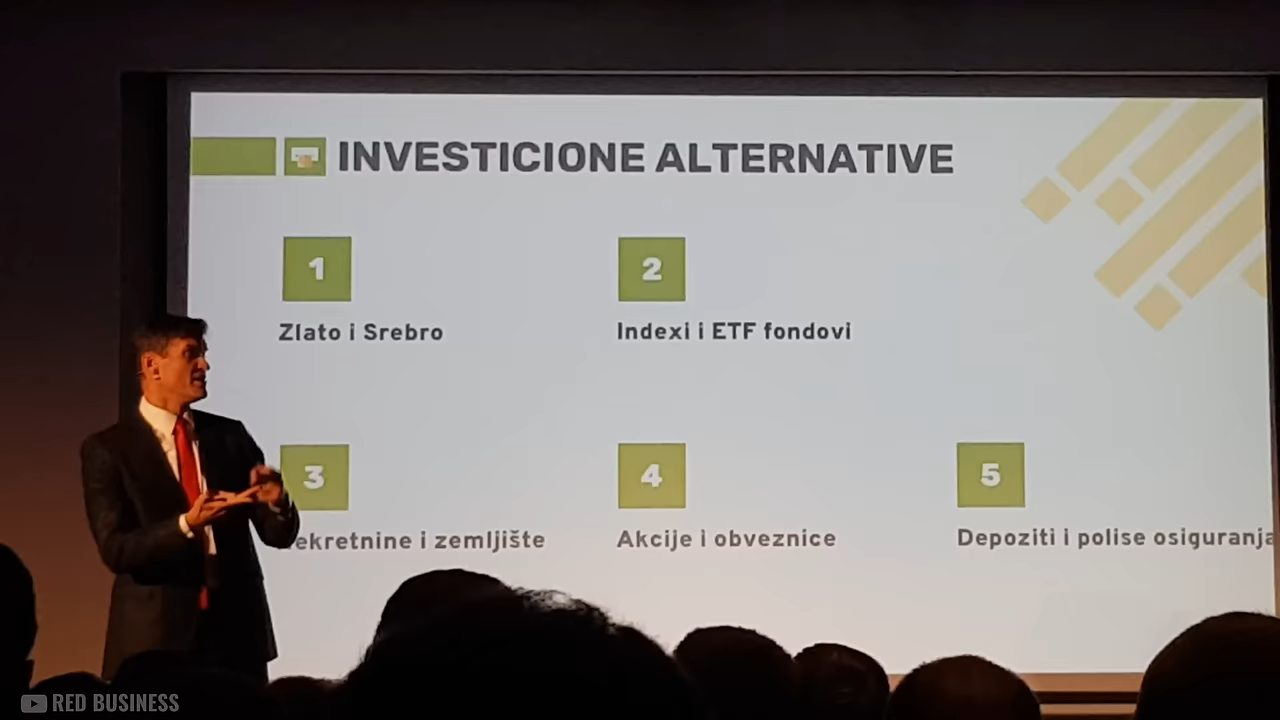 INVESTICIONE ALTERNATIVE
1
2
Zlato i Srebro
Indexi i ETF fondovi
3
4
5
ekretnine i zemljište
Akcije i obveznice
Depoziti i polise osiguranja
RED BUSINESS